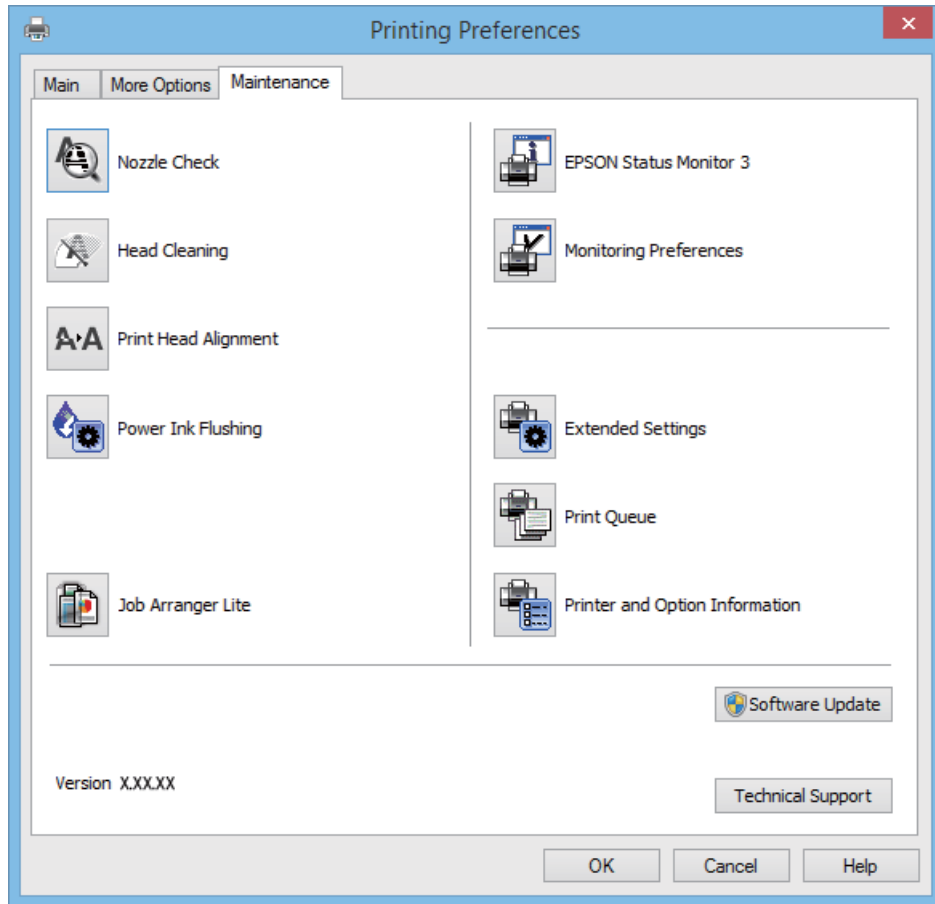 Printing Preferences
Main
More Options
Maintenance
Nozzle Check
Head Cleaning
Print Head Alignment
Power Ink Flushing
Job Arranger Lite
EPSON Status Monitor 3
Monitoring Preferences
Extended Settings
Print Queue
Printer and Option Information
Software Update
Version X.XX.XX
Technical Support
OK
Cancel
Help